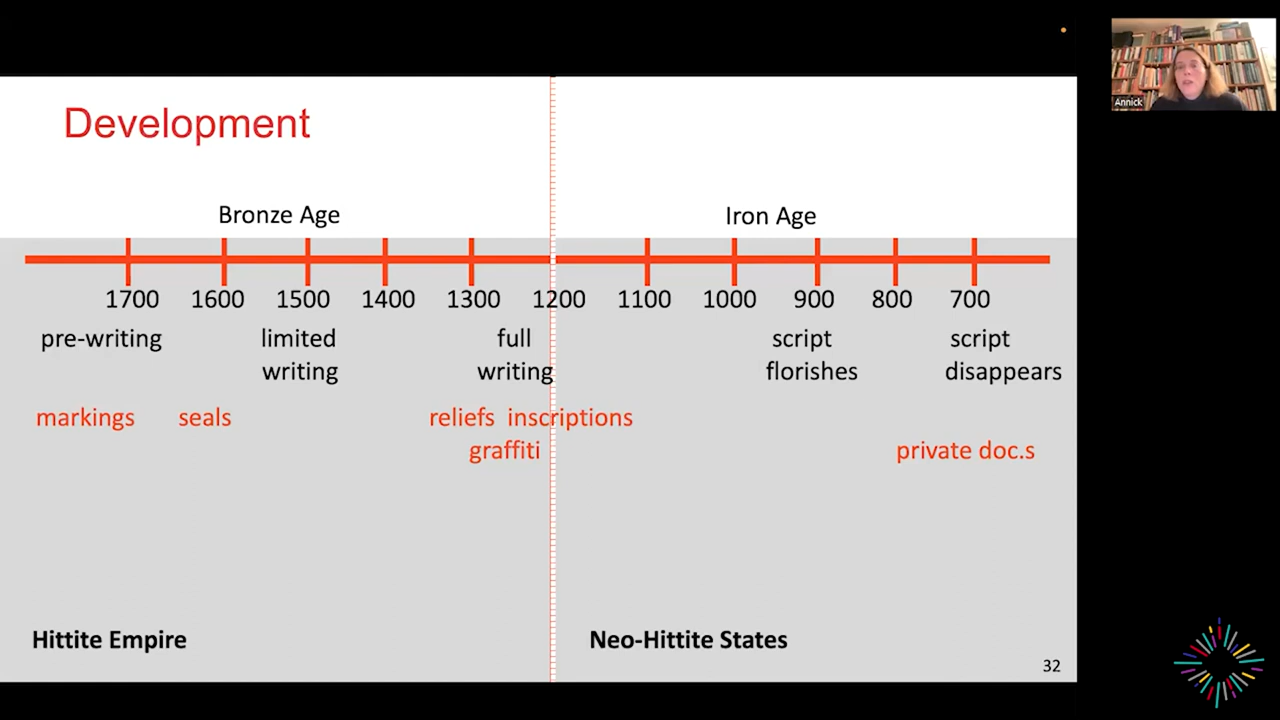 Development
Annick
Bronze Age
Iron Age
1700 1600 1500 1400 1300 1200 1100 1000 900 800 700
pre-writing limited full script script
writing writing florishes disappears
markings seals reliefs inscriptions
graffiti private doc.s
Hittite Empire Neo-Hittite States
32